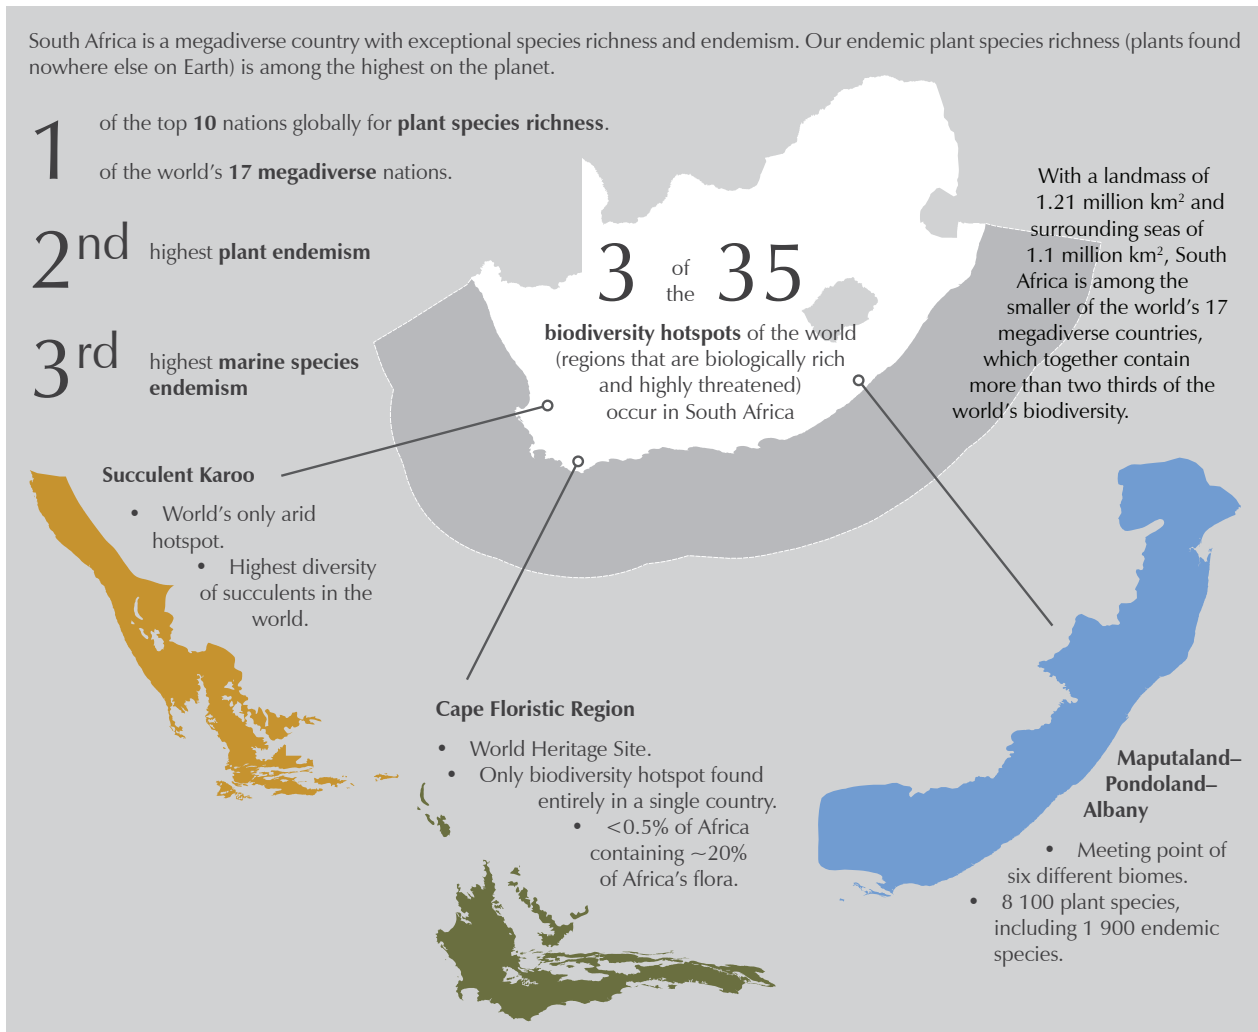 South Africa is a megadiverse country with exceptional species richness and endemism. Our endemic plant species richness (plants found
nowhere else on Earth) is among the highest on the planet.
1
of the top 10 nations globally for plant species richness.
of the world's 17 megadiverse nations.
2nd highest plant endemism
3rd highest marine species
endemism
3 of the 35
biodiversity hotspots of the world
(regions that are biologically rich
and highly threatened)
occur in South Africa
With a landmass of
1.21 million km² and
surrounding seas of
1.1 million km², South
Africa is among the
smaller of the world's 17
megadiverse countries,
which together contain
more than two thirds of the
world's biodiversity.
Succulent Karoo
• World's only arid
hotspot.
• Highest diversity
of succulents in the
world.
Cape Floristic Region
• World Heritage Site.
• Only biodiversity hotspot found
entirely in a single country.
• <0.5% of Africa
containing ~20%
of Africa's flora.
Maputaland–
Pondoland–
Albany
• Meeting point of
six different biomes.
• 8 100 plant species,
including 1 900 endemic
species.